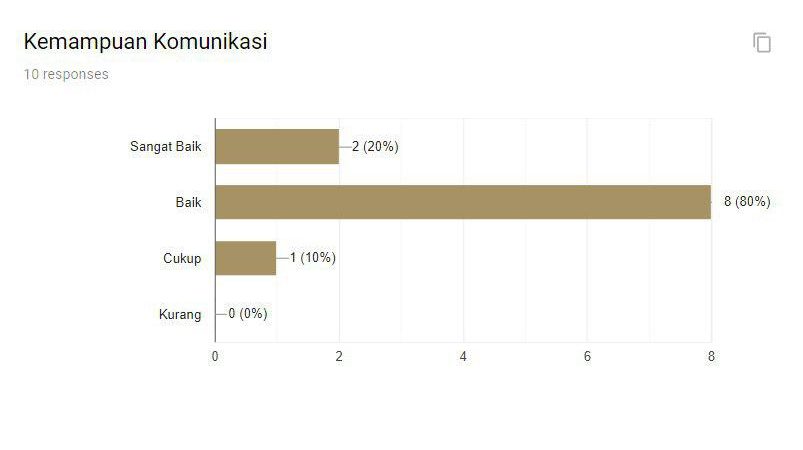 Kemampuan Komunikasi
10 responses
Sangat Baik 2 (20%)
Baik 8 (80%)
Cukup 1 (10%)
Kurang 0 (0%)
0 2 4 6 8